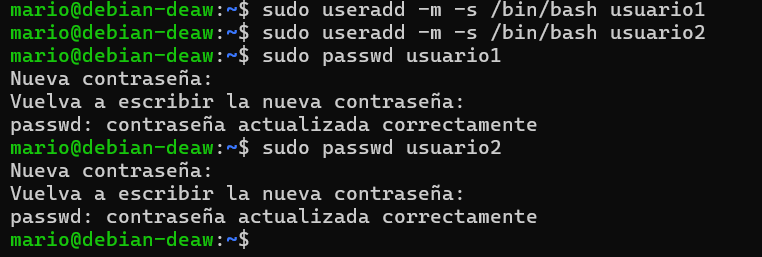 mario@debian-deaw:~$ sudo useradd -m -s /bin/bash usuario1
mario@debian-deaw:~$ sudo useradd -m -s /bin/bash usuario2
mario@debian-deaw:~$ sudo passwd usuario1
Nueva contraseña:
Vuelva a escribir la nueva contraseña:
passwd: contraseña actualizada correctamente
mario@debian-deaw:~$ sudo passwd usuario2
Nueva contraseña:
Vuelva a escribir la nueva contraseña:
passwd: contraseña actualizada correctamente
mario@debian-deaw:~$